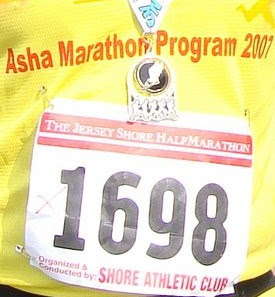 Asha Marathon Program 2007
THE JERSEY SHORE HALFMARATHON
1698
Organized &
Conducted by: SHORE ATHLETIC CLUB